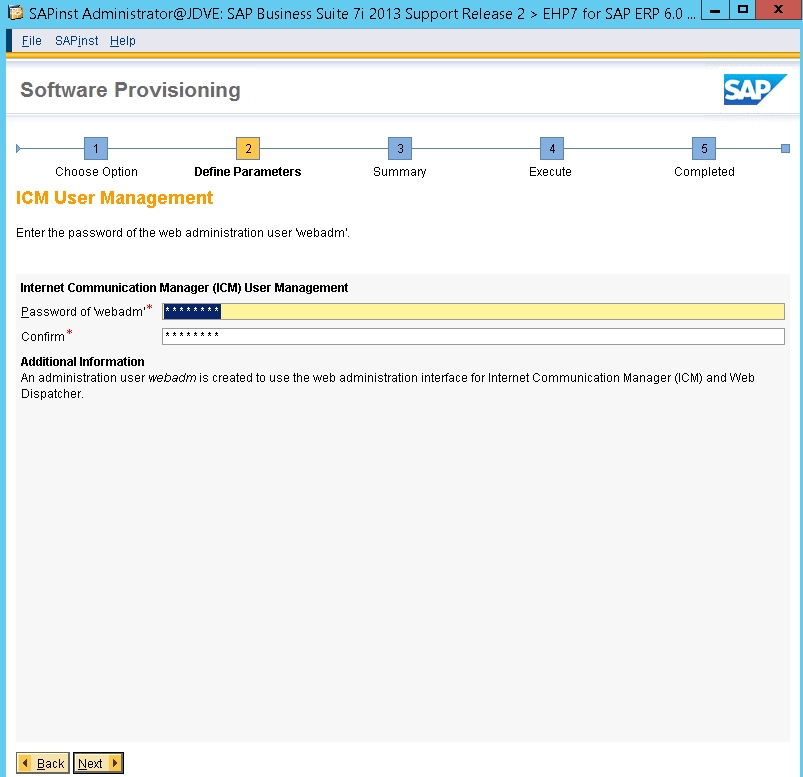 SAPinst Administrator@JDVE: SAP Business Suite 7i 2013 Support Release 2 > EHP7 for SAP ERP 6.0 ...
File SAPinst Help
Software Provisioning
SAP
1 2 3 4 5
Choose Option Define Parameters Summary Execute Completed
ICM User Management
Enter the password of the web administration user 'webadm'.
Internet Communication Manager (ICM) User Management
Password of 'webadm'* ********
Confirm* ********
Additional Information
An administration user webadm is created to use the web administration interface for Internet Communication Manager (ICM) and Web
Dispatcher.
Back Next